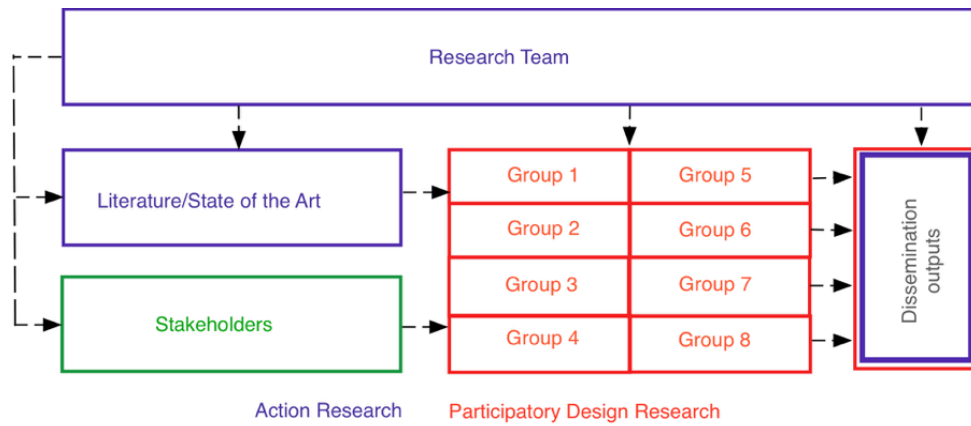 Research Team
Literature/State of the Art
Stakeholders
Group 1
Group 5
Group 2
Group 6
Group 3
Group 7
Group 4
Group 8
Dissemination
outputs
Action Research
Participatory Design Research